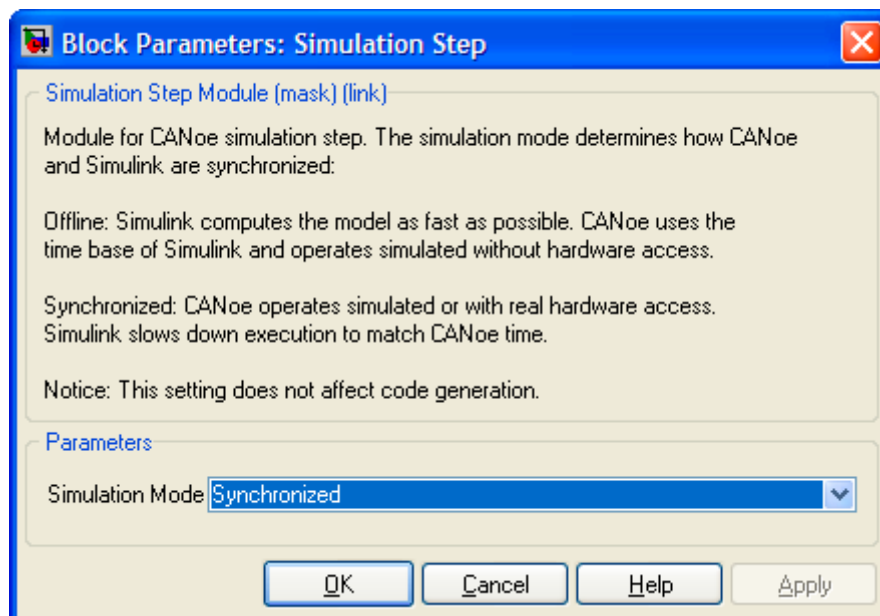 Block Parameters: Simulation Step
Simulation Step Module (mask) (link)
Module for CANoe simulation step. The simulation mode determines how CANoe
and Simulink are synchronized:
Offline: Simulink computes the model as fast as possible. CANoe uses the
time base of Simulink and operates simulated without hardware access.
Synchronized: CANoe operates simulated or with real hardware access.
Simulink slows down execution to match CANoe time.
Notice: This setting does not affect code generation.
Parameters
Simulation Mode Synchronized
OK Cancel Help Apply